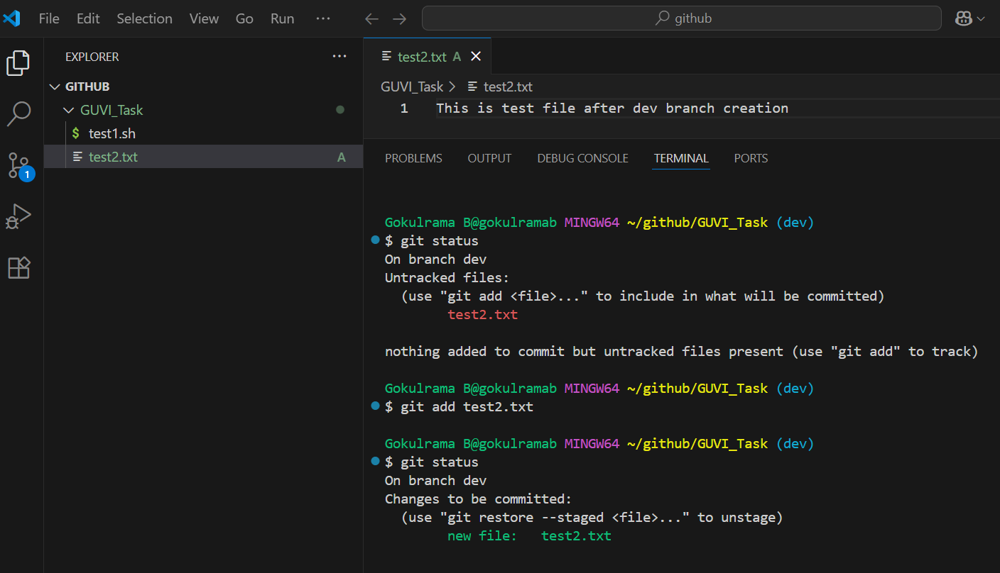 File Edit Selection View Go Run ··· github
EXPLORER ···
GITHUB
GUVI_Task
$ test1.sh
test2.txt A
1
test2.txt A
GUVI_Task > test2.txt
1 This is test file after dev branch creation
PROBLEMS OUTPUT DEBUG CONSOLE TERMINAL PORTS
Gokulrama B@gokulramab MINGW64 ~/github/GUVI_Task (dev)
$ git status
On branch dev
Untracked files:
(use "git add <file>..." to include in what will be committed)
test2.txt
nothing added to commit but untracked files present (use "git add" to track)
Gokulrama B@gokulramab MINGW64 ~/github/GUVI_Task (dev)
$ git add test2.txt
Gokulrama B@gokulramab MINGW64 ~/github/GUVI_Task (dev)
$ git status
On branch dev
Changes to be committed:
(use "git restore --staged <file>..." to unstage)
new file: test2.txt